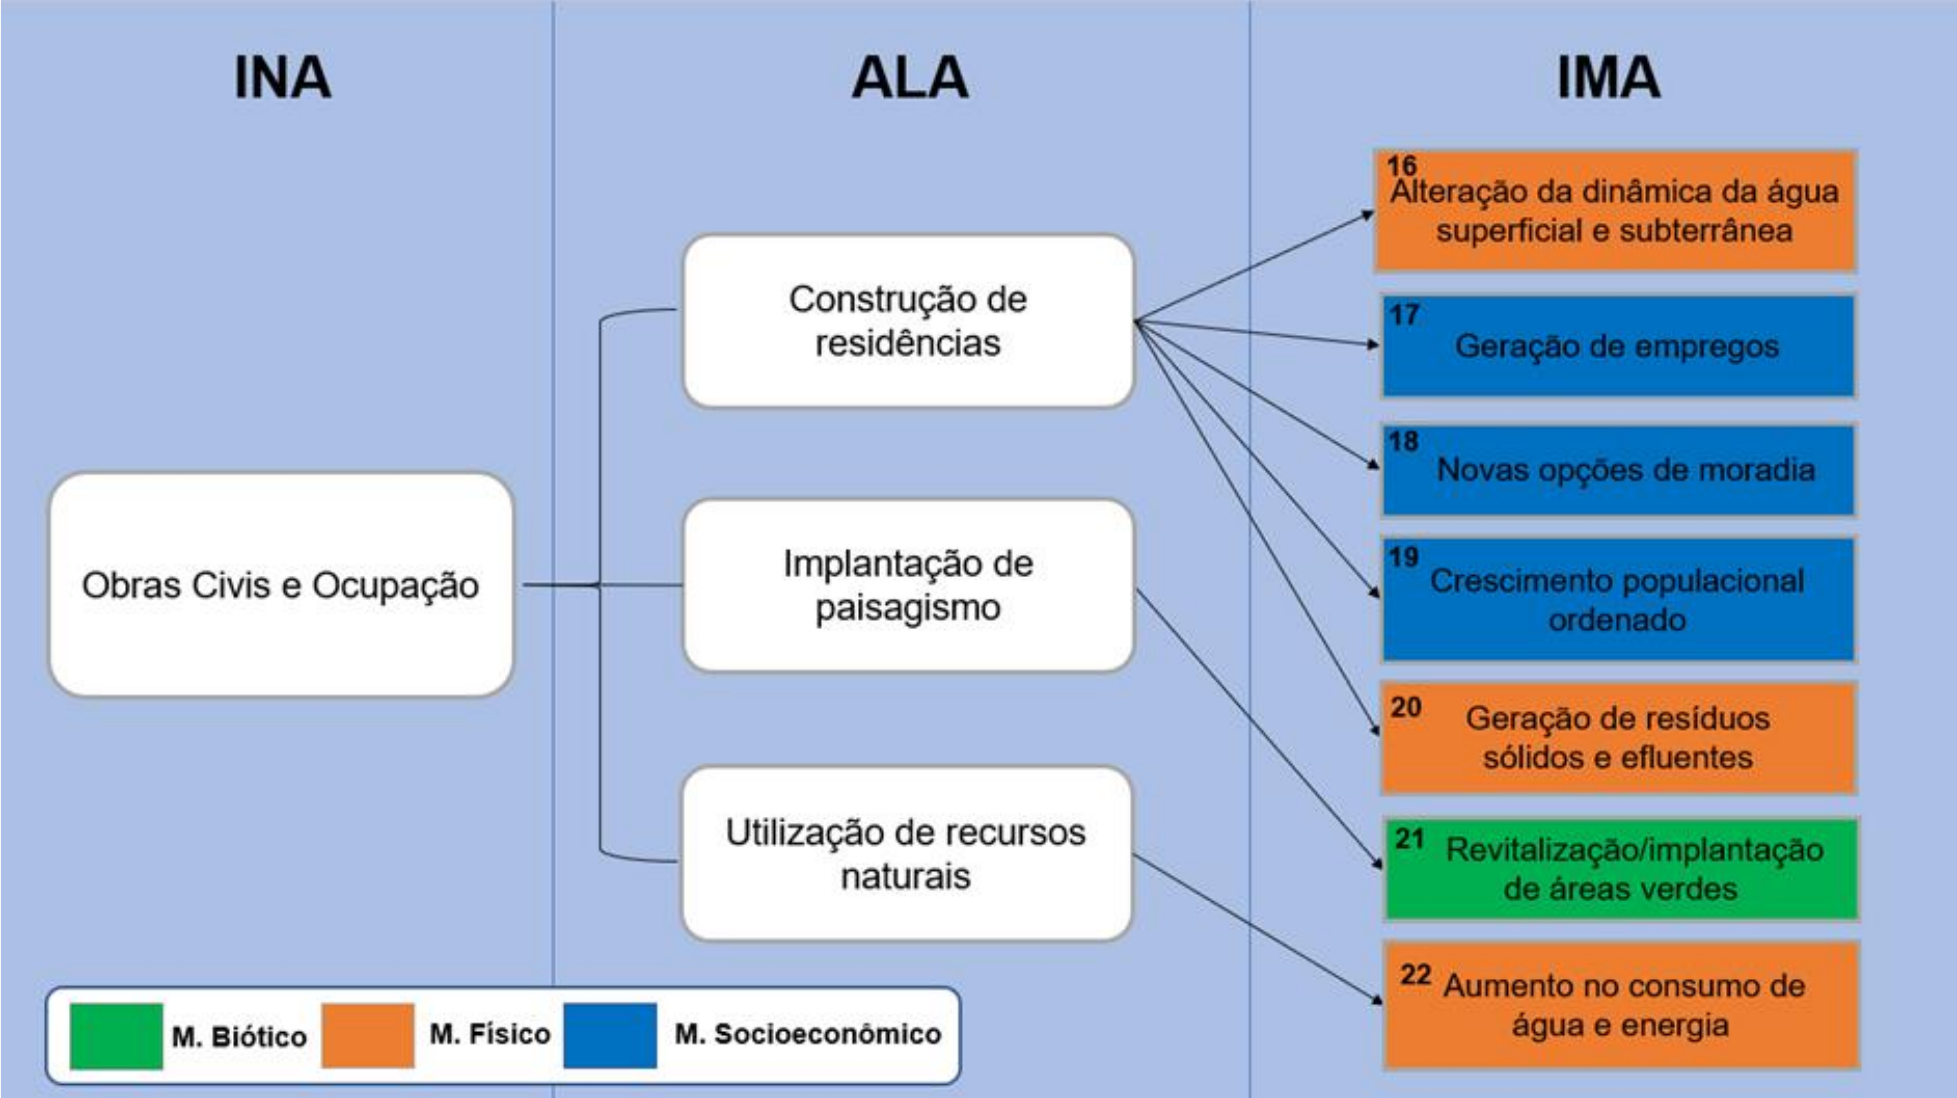 INA
ALA
IMA
Obras Civis e Ocupação
Construção de
residências
Implantação de
paisagismo
Utilização de recursos
naturais
16
Alteração da dinâmica da água
superficial e subterrânea
17
Geração de empregos
18
Novas opções de moradia
19
Crescimento populacional
ordenado
20
Geração de resíduos
sólidos e efluentes
21
Revitalização/implantação
de áreas verdes
22
Aumento no consumo de
água e energia
M. Biótico
M. Físico
M. Socioeconômico